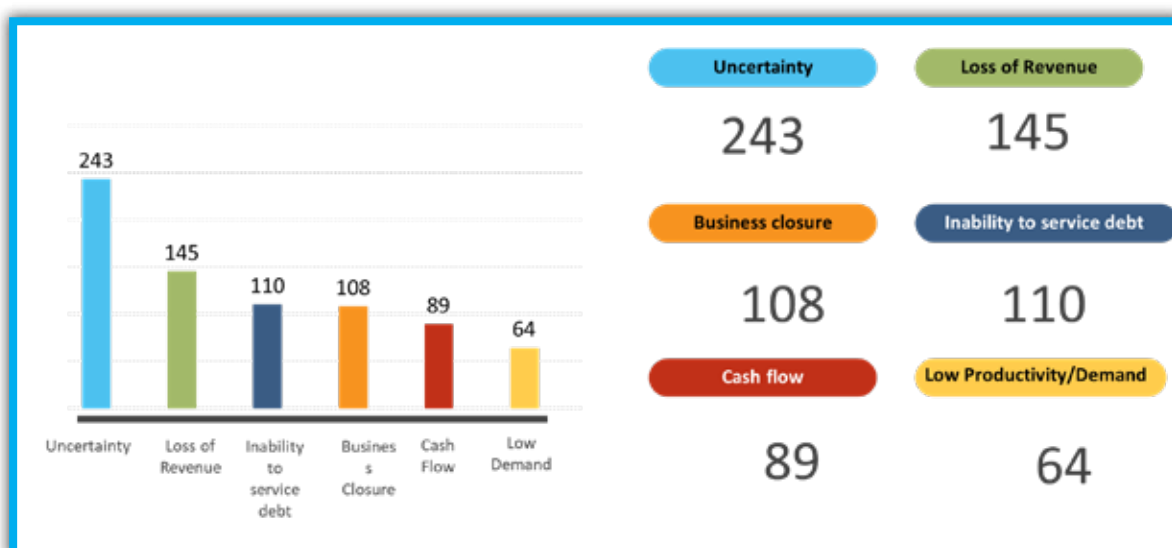 243
145
110
108
89
64
Uncertainty
Loss of
Revenue
Inability
to
service
debt
Busines
s
Closure
Cash
Flow
Low
Demand
Uncertainty
Loss of Revenue
243
145
Business closure
Inability to service debt
108
110
Cash flow
Low Productivity/Demand
89
64